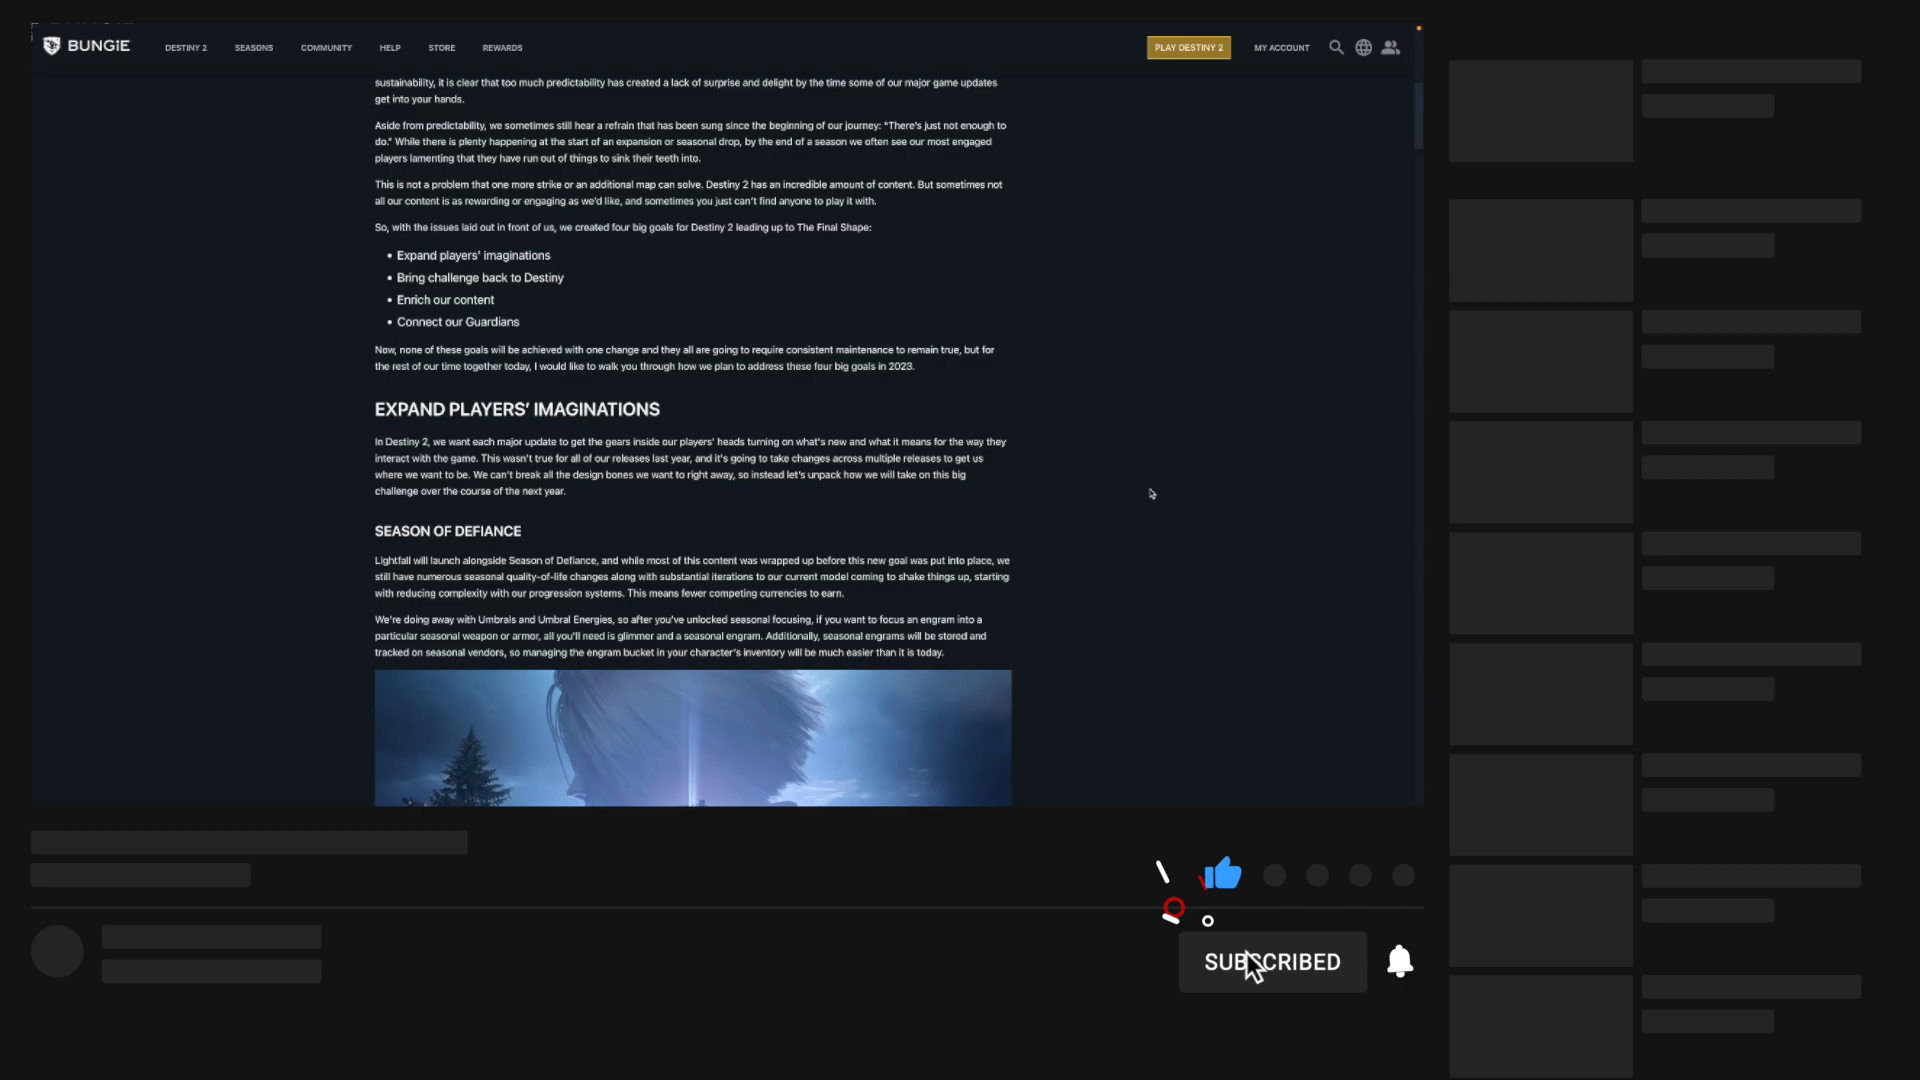 BUNGIE
DESTINY 2
SEASONS
COMMUNITY
HELP
STORE
REWARDS
PLAY DESTINY 2
MY ACCOUNT
sustainability, it is clear that too much predictability has created a lack of surprise and delight by the time some of our major game updates
get into your hands.
Aside from predictability, we sometimes still hear a refrain that has been sung since the beginning of our journey: "There's just not enough to
do." While there is plenty happening at the start of an expansion or seasonal drop, by the end of a season we often see our most engaged
players lamenting that they have run out of things to sink their teeth into.
This is not a problem that one more strike or an additional map can solve. Destiny 2 has an incredible amount of content. But sometimes not
all our content is as rewarding or engaging as we'd like, and sometimes you just can't find anyone to play it with.
So, with the issues laid out in front of us, we created four big goals for Destiny 2 leading up to The Final Shape:
• Expand players' imaginations
• Bring challenge back to Destiny
• Enrich our content
• Connect our Guardians
Now, none of these goals will be achieved with one change and they all are going to require consistent maintenance to remain true, but for
the rest of our time together today, I would like to walk you through how we plan to address these four big goals in 2023.
EXPAND PLAYERS' IMAGINATIONS
In Destiny 2, we want each major update to get the gears inside our players' heads turning on what's new and what it means for the way they
interact with the game. This wasn't true for all of our releases last year, and it's going to take changes across multiple releases to get us
where we want to be. We can't break all the design bones we want to right away, so instead let's unpack how we will take on this big
challenge over the course of the next year.
SEASON OF DEFIANCE
Lightfall will launch alongside Season of Defiance, and while most of this content was wrapped up before this new goal was put into place, we
still have numerous seasonal quality-of-life changes along with substantial iterations to our current model coming to shake things up, starting
with reducing complexity with our progression systems. This means fewer competing currencies to earn.
We're doing away with Umbrals and Umbral Energies, so after you've unlocked seasonal focusing, if you want to focus an engram into a
particular seasonal weapon or armor, all you'll need is glimmer and a seasonal engram. Additionally, seasonal engrams will be stored and
tracked on seasonal vendors, so managing the engram bucket in your character's inventory will be much easier than it is today.
SUBSCRIBED